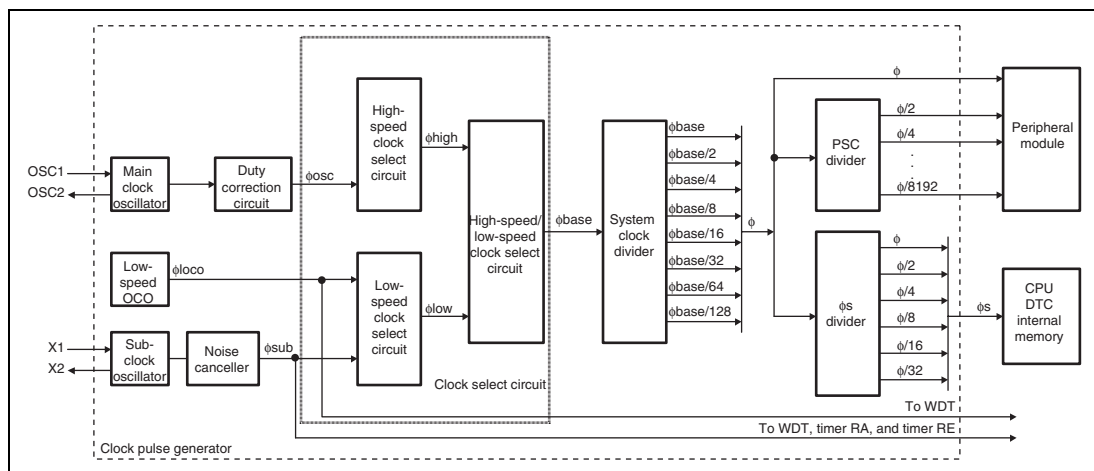 OSC1
OSC2
Main
clock
oscillator
Duty
correction
circuit
φosc
High-
speed
clock
select
circuit
φhigh
Low-
speed
OCO
φloco
X1
X2
Sub-
clock
oscillator
Noise
canceller
φsub
Low-
speed
clock
select
circuit
φlow
High-speed/
low-speed
clock select
circuit
Clock select circuit
φbase
System
clock
divider
φbase
φbase/2
φbase/4
φbase/8
φbase/16
φbase/32
φbase/64
φbase/128
φ
φ
PSC
divider
φ/2
φ/4
φ/8192
Peripheral
module
φs
divider
φ
φ/2
φ/4
φ/8
φ/16
φ/32
φs
CPU
DTC
internal
memory
To WDT
To WDT, timer RA, and timer RE
Clock pulse generator